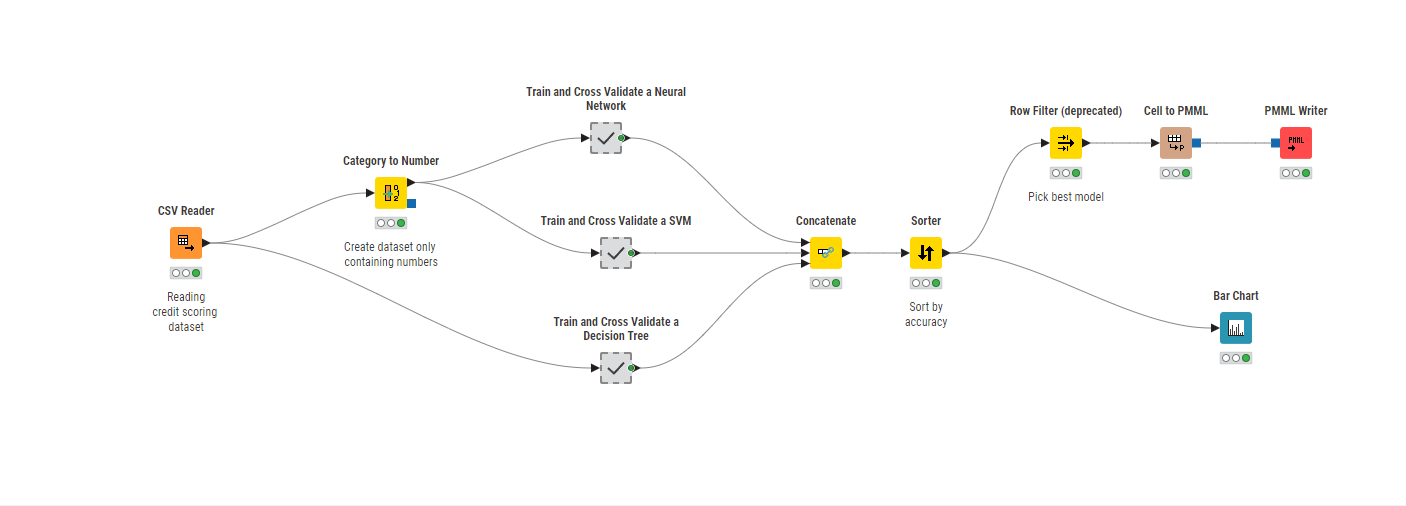 CSV Reader
Reading
credit scoring
dataset
Category to Number
Create dataset only
containing numbers
Train and Cross Validate a Neural
Network
Train and Cross Validate a SVM
Train and Cross Validate a
Decision Tree
Concatenate
Sorter
Sort by
accuracy
Row Filter (deprecated)
Pick best model
Cell to PMML
PMML Writer
PMML
Bar Chart